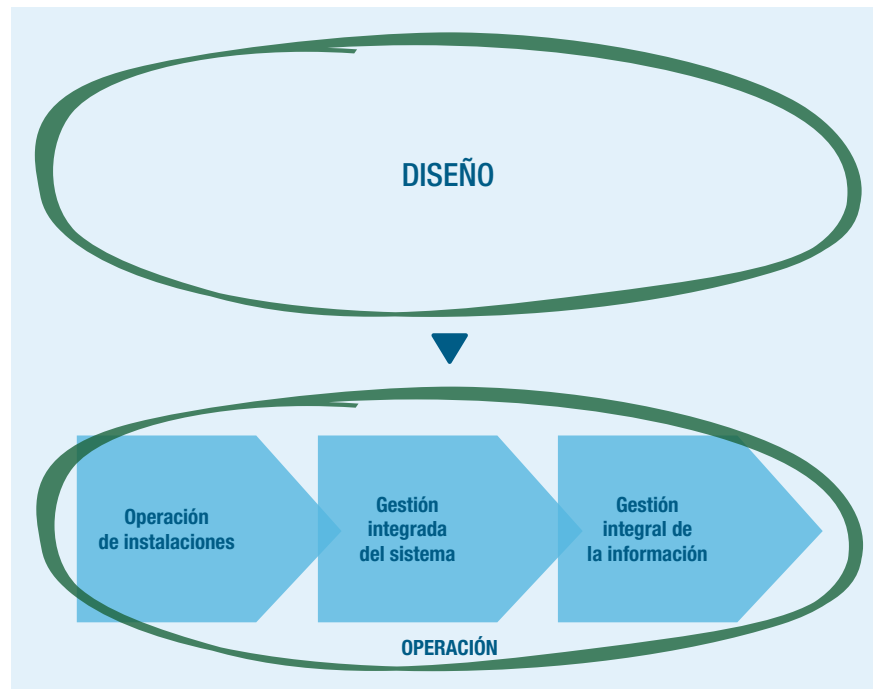 DISEÑO
Operación
de instalaciones
Gestión
integrada
del sistema
Gestión
integral de
la información
OPERACIÓN